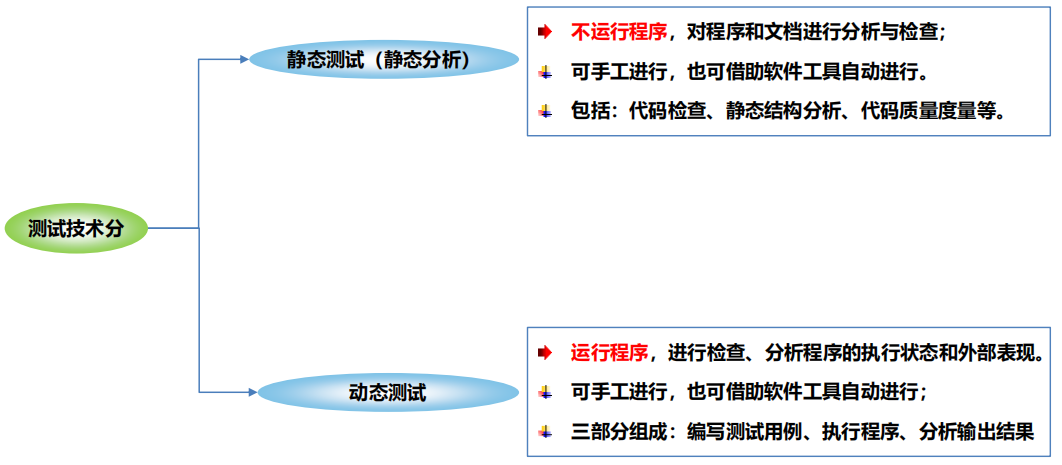 不运行程序，对程序和文档进行分析与检查；
静态测试（静态分析）
可手工进行，也可借助软件工具自动进行。
包括：代码检查、静态结构分析、代码质量度量等。
测试技术分
运行程序，进行检查、分析程序的执行状态和外部表现。
动态测试
可手工进行，也可借助软件工具自动进行；
三部分组成：编写测试用例、执行程序、分析输出结果